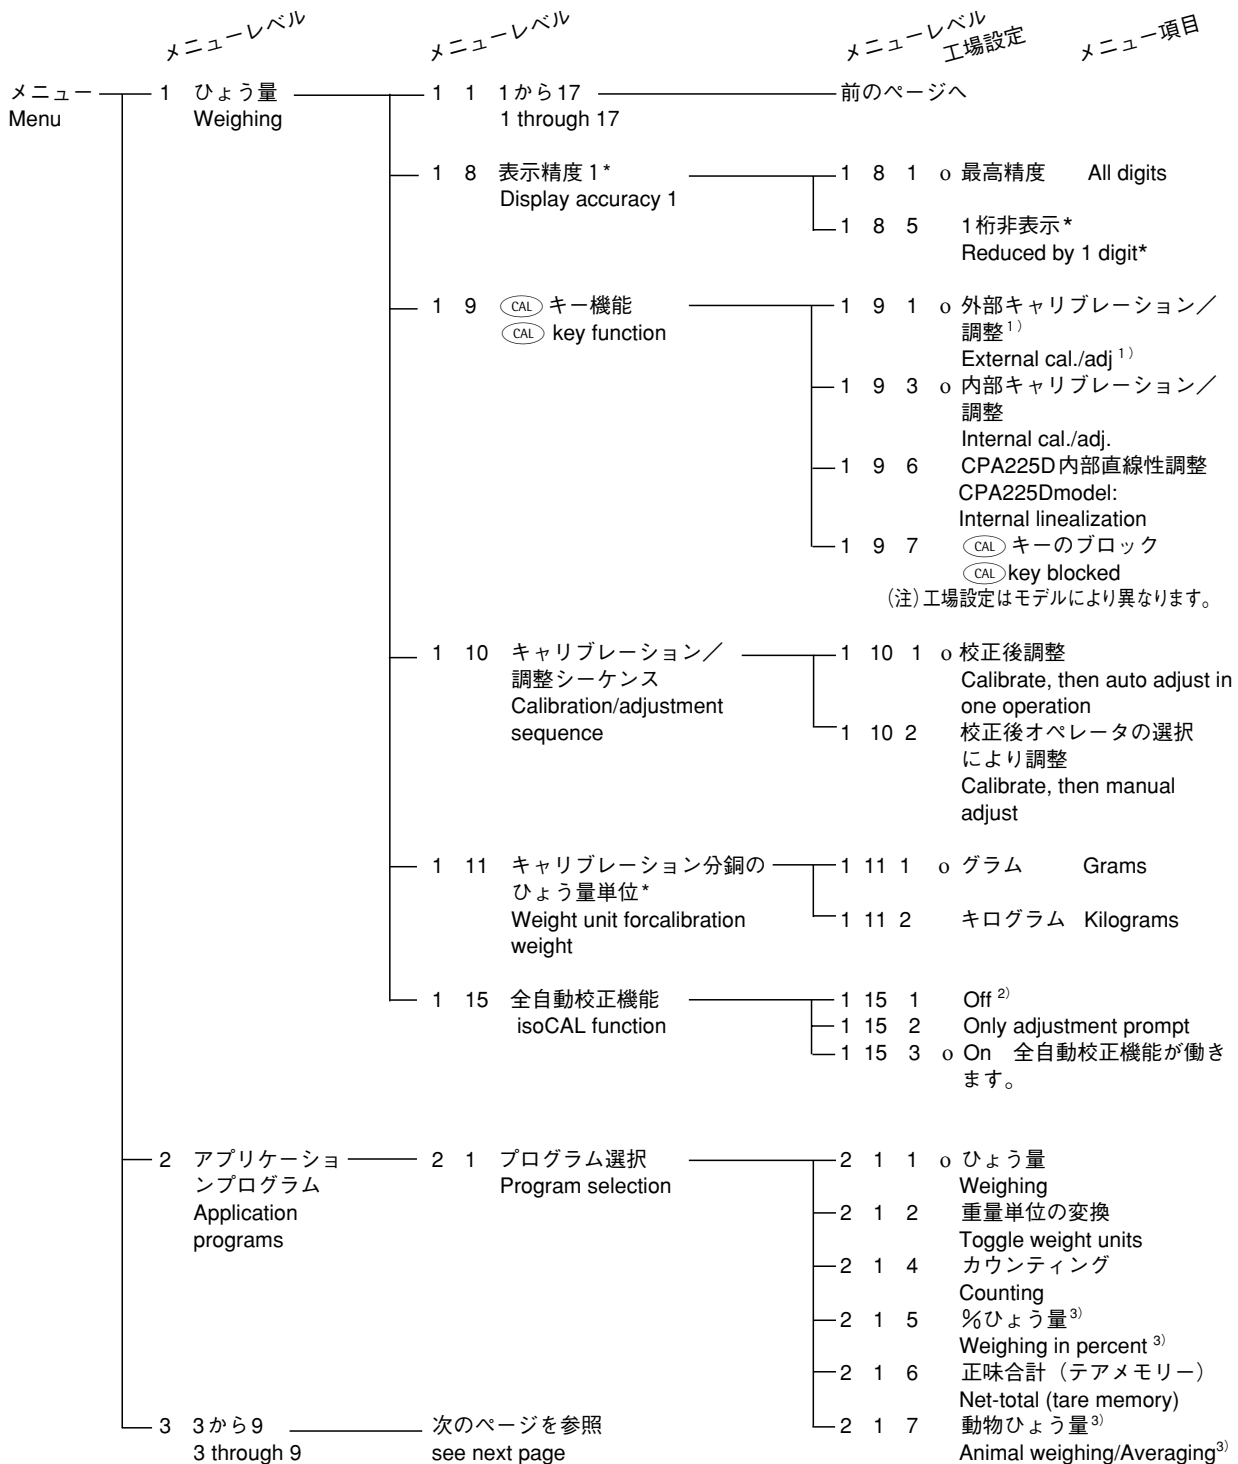 メニューレベル
メニューレベル
メニューレベル
工場設定
メニュー項目
メニュー
Menu
1 ひょう量
Weighing
1 1 1から17
1 through 17
前のページへ
1 8 表示精度1*
Display accuracy 1
1 8 1 o 最高精度 All digits
1 8 5 1桁非表示*
Reduced by 1 digit*
1 9 CAL キー機能
CAL key function
1 9 1 o 外部キャリブレーション／
調整1)
External cal./adj 1)
1 9 3 o 内部キャリブレーション／
調整
Internal cal./adj.
1 9 6 CPA225D内部直線性調整
CPA225Dmodel:
Internal linealization
1 9 7 CAL キーのブロック
CAL key blocked
（注）工場設定はモデルにより異なります。
1 10 キャリブレーション／
調整シーケンス
Calibration/adjustment
sequence
1 10 1 o 校正後調整
Calibrate, then auto adjust in
one operation
1 10 2 校正後オペレータの選択
により調整
Calibrate, then manual
adjust
1 11 キャリブレーション分銅の
ひょう量単位*
Weight unit forcalibration
weight
1 11 1 o グラム Grams
1 11 2 キログラム Kilograms
1 15 全自動校正機能
isoCAL function
1 15 1 Off 2)
1 15 2 Only adjustment prompt
1 15 3 o On 全自動校正機能が働き
ます。
2 アプリケーショ
ンプログラム
Application
programs
2 1 プログラム選択
Program selection
2 1 1 o ひょう量
Weighing
2 1 2 重量単位の変換
Toggle weight units
2 1 4 カウンティング
Counting
2 1 5 %ひょう量3)
Weighing in percent 3)
2 1 6 正味合計（テアメモリー）
Net-total (tare memory)
2 1 7 動物ひょう量3)
Animal weighing/Averaging3)
3 3から9
3 through 9
次のページを参照
see next page